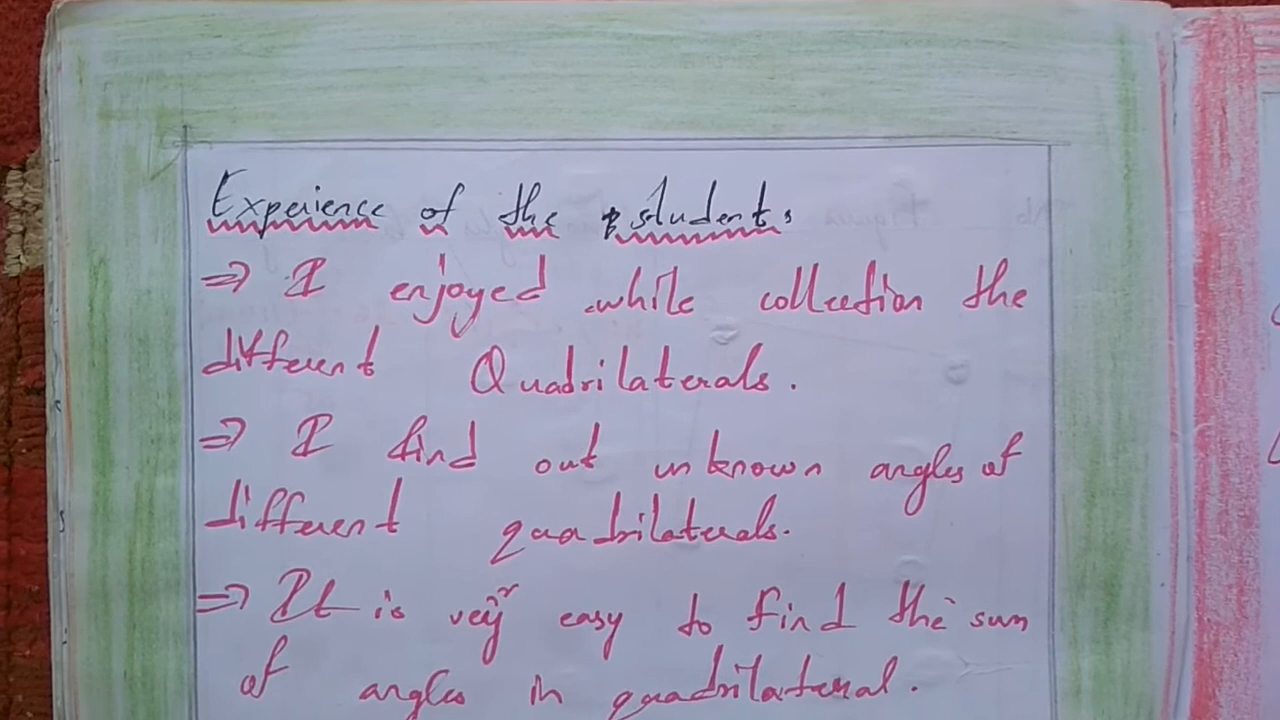 Experience of the student.
⇒ I enjoyed while collection the
different Quadrilaterals.
⇒ I find out unknown angles of
different quadrilaterals.
⇒ It is very easy to find the sum
of angles in quadrilateral.